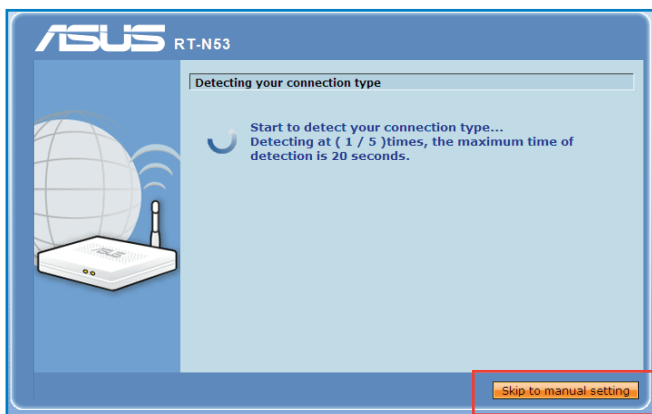 ASUS RT-N53
Detecting your connection type
Start to detect your connection type...
Detecting at ( 1 / 5 )times, the maximum time of
detection is 20 seconds.
ASUS
Skip to manual setting